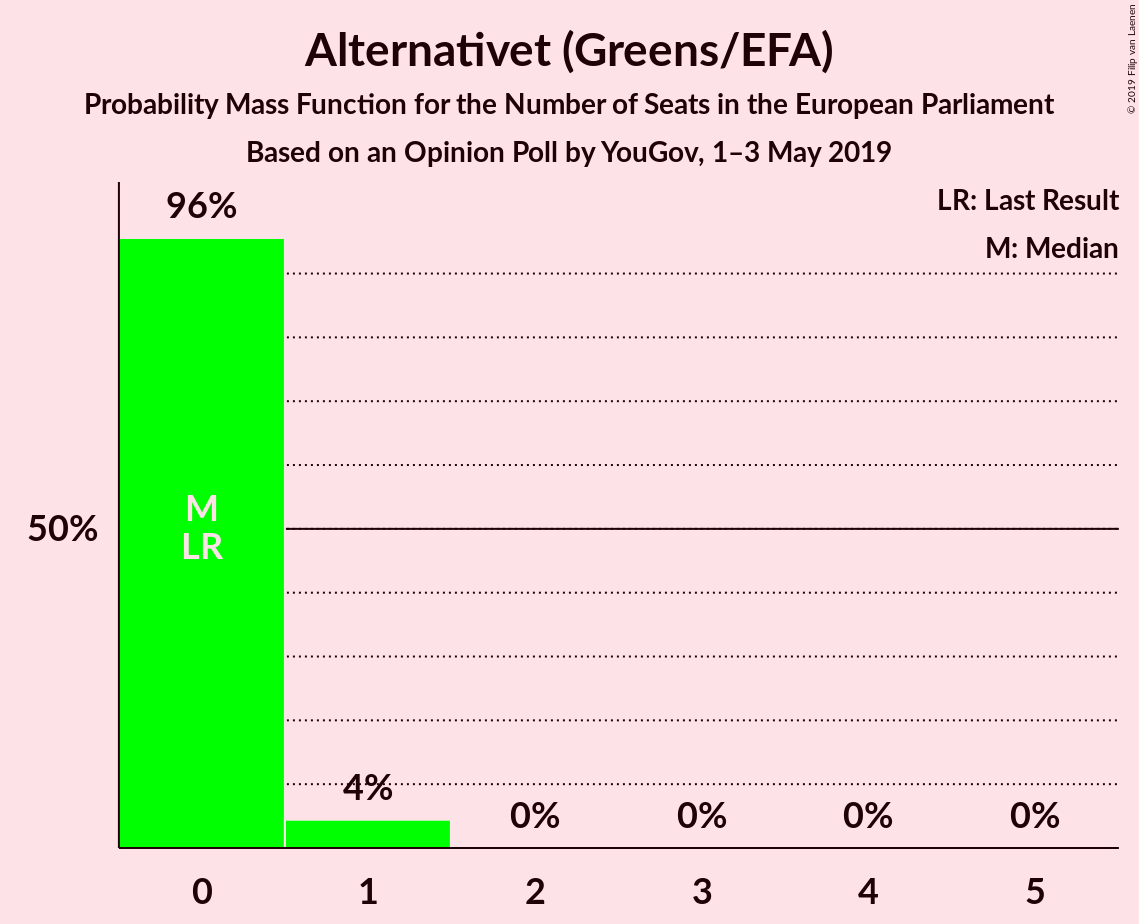 Alternativet (Greens/EFA)
Probability Mass Function for the Number of Seats in the European Parliament
Based on an Opinion Poll by YouGov, 1–3 May 2019
© 2019 Filip van Laenen
LR: Last Result
M: Median
96%
50%
M
LR
4%
0%
0%
0%
0%
0
1
2
3
4
5